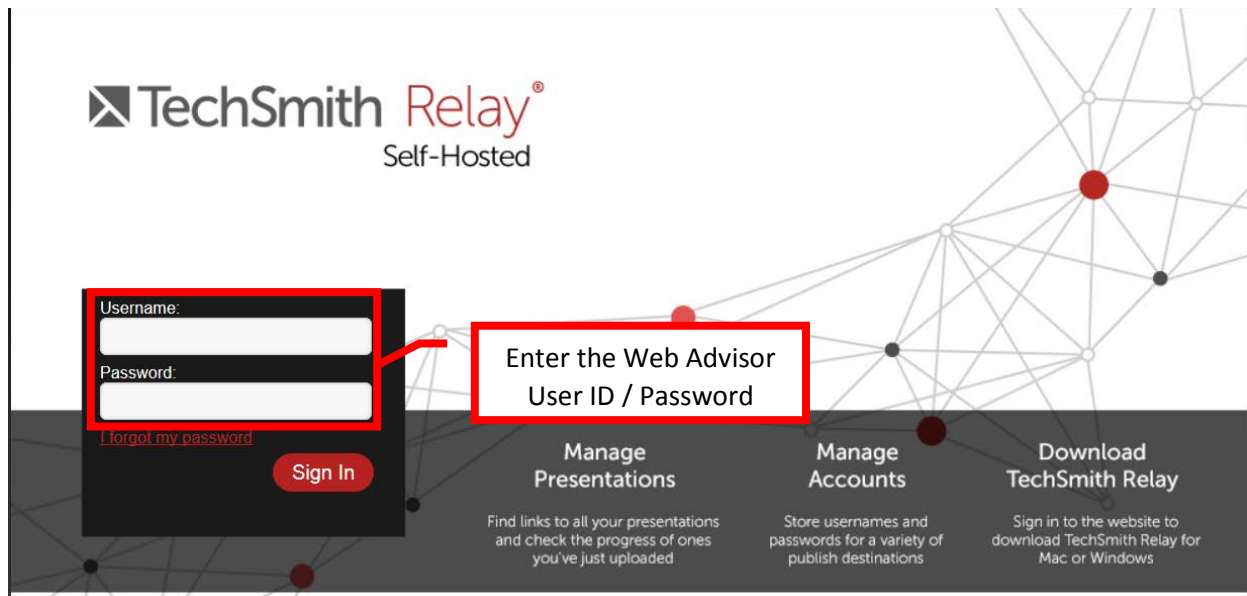 TechSmith Relay®
Self-Hosted
Username:
Password:
I forgot my password
Sign In
Enter the Web Advisor
User ID / Password
Manage
Presentations
Find links to all your presentations
and check the progress of ones
you've just uploaded
Manage
Accounts
Store usernames and
passwords for a variety of
publish destinations
Download
TechSmith Relay
Sign in to the website to
download TechSmith Relay for
Mac or Windows